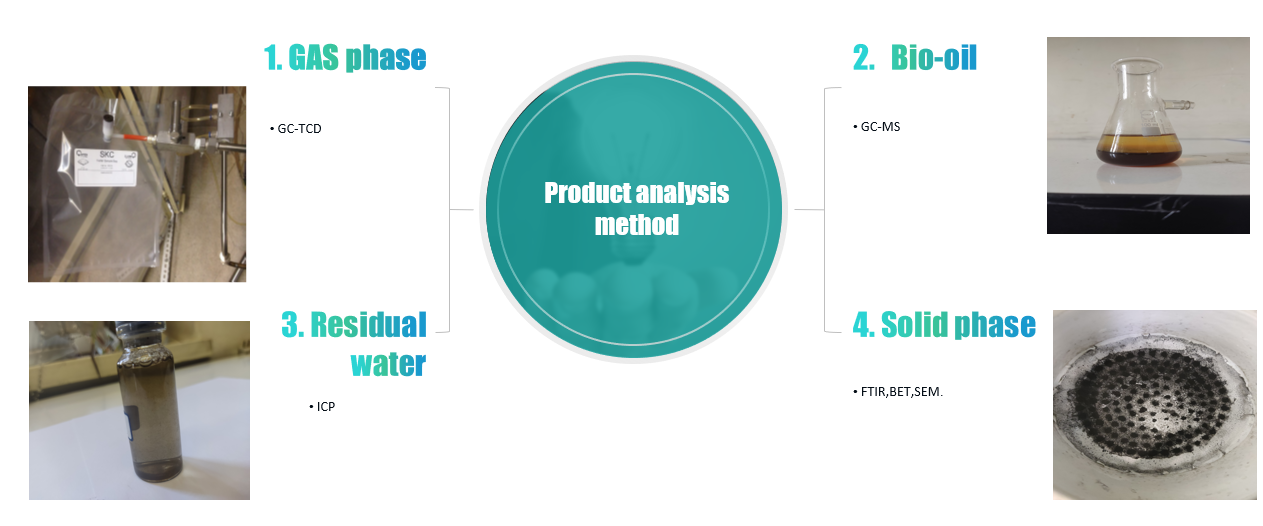 1. GAS phase
• GC-TCD
SKC
2. Bio-oil
• GC-MS
Product analysis
method
3. Residual
water
• ICP
4. Solid phase
• FTIR,BET,SEM.